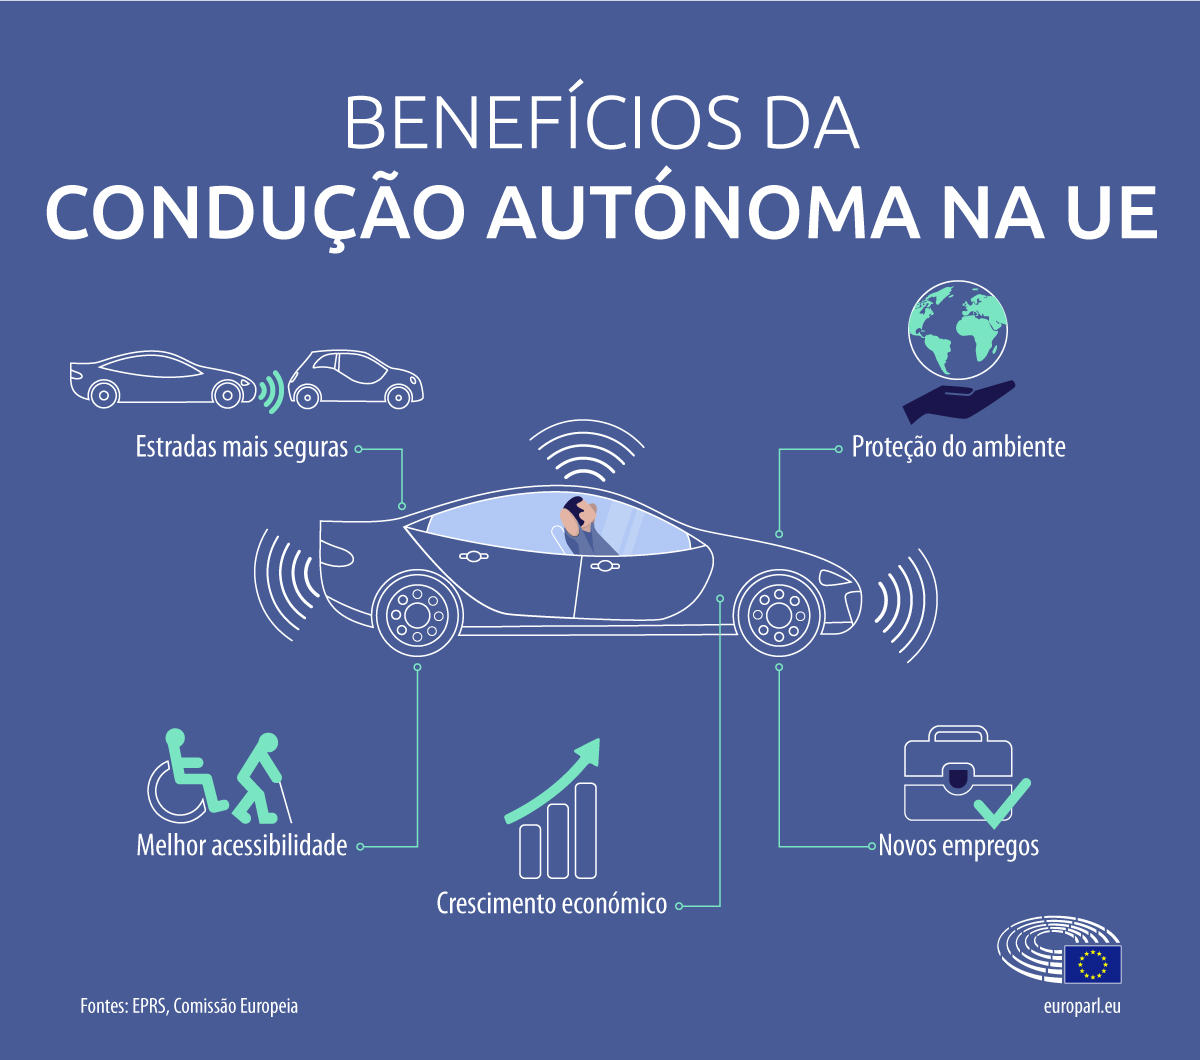 BENEFÍCIOS DA
CONDUÇÃO AUTÓNOMA NA UE
Estradas mais seguras
Proteção do ambiente
Melhor acessibilidade
Novos empregos
Crescimento económico
Fontes: EPRS, Comissão Europeia
europarl.eu